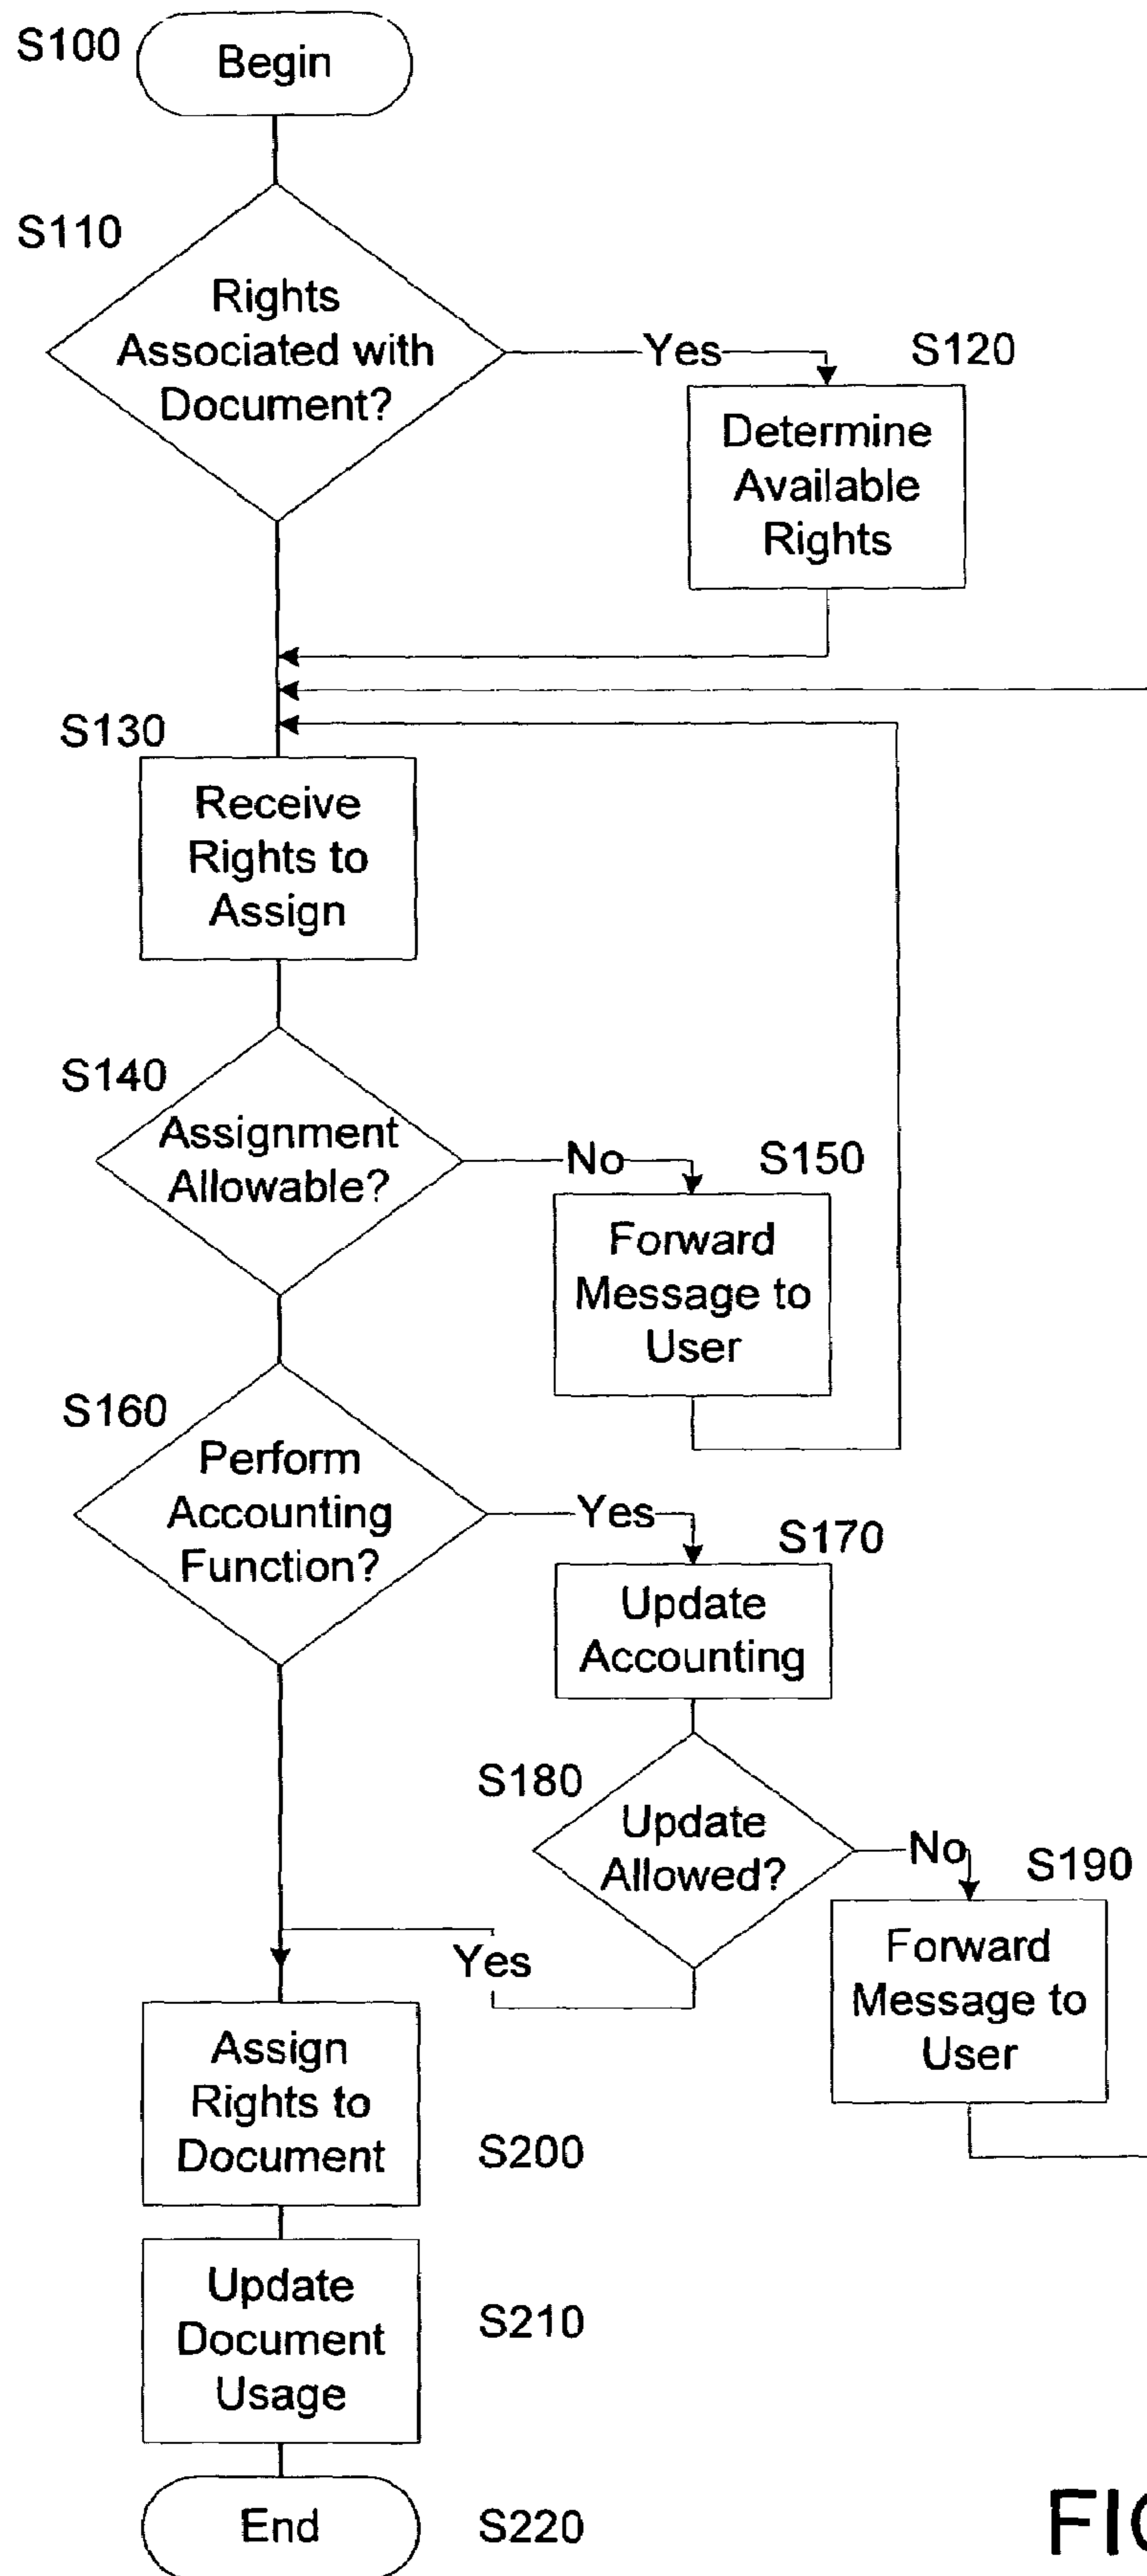 S100
Begin
S110
Rights
Associated with
Document?
Yes
S120
Determine
Available
Rights
S130
Receive
Rights to
Assign
S140
Assignment
Allowable?
No
S150
Forward
Message to
User
S160
Perform
Accounting
Function?
Yes
S170
Update
Accounting
S180
Update
Allowed?
No
S190
Forward
Message to
User
Yes
Assign
Rights to
Document
S200
Update
Document
Usage
S210
End
S220